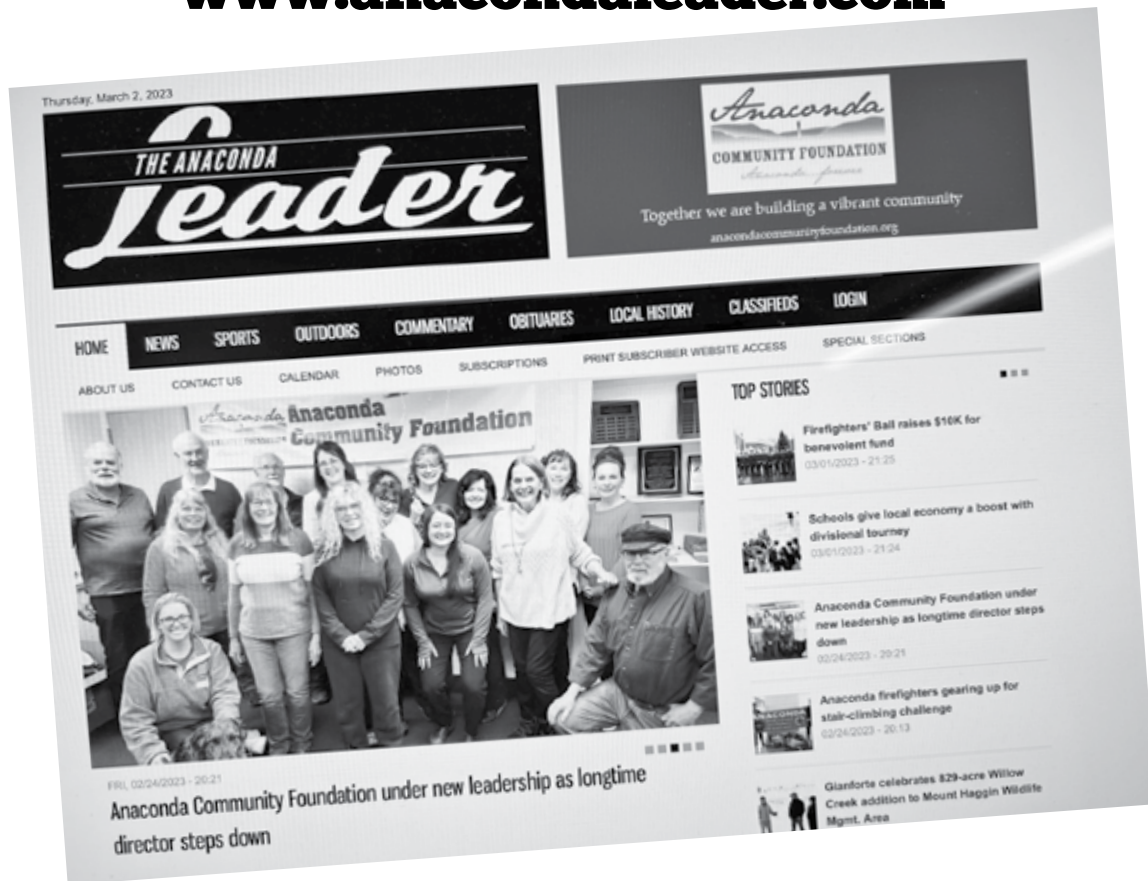 www.anacondaleader.com
Thursday, March 2, 2023
THE ANACONDA
Leader
Anaconda
COMMUNITY FOUNDATION
Anaconda... forever
Together we are building a vibrant community
anacondacommunityfoundation.org
HOME NEWS SPORTS OUTDOORS COMMENTARY OBITUARIES LOCAL HISTORY CLASSIFIEDS LOGIN
ABOUT US CONTACT US CALENDAR PHOTOS SUBSCRIPTIONS PRINT SUBSCRIBER WEBSITE ACCESS SPECIAL SECTIONS
Anaconda
Anaconda
Community Foundation
FRI, 02/24/2023 - 20:21
Anaconda Community Foundation under new leadership as longtime
director steps down
TOP STORIES
Firefighters' Ball raises $10K for
benevolent fund
03/01/2023 - 21:25
Schools give local economy a boost with
divisional tourney
03/01/2023 - 21:24
Anaconda Community Foundation under
new leadership as longtime director steps
down
02/24/2023 - 20:21
Anaconda firefighters gearing up for
stair-climbing challenge
02/24/2023 - 20:13
Gianforte celebrates 829-acre Willow
Creek addition to Mount Haggin Wildlife
Mgmt. Area